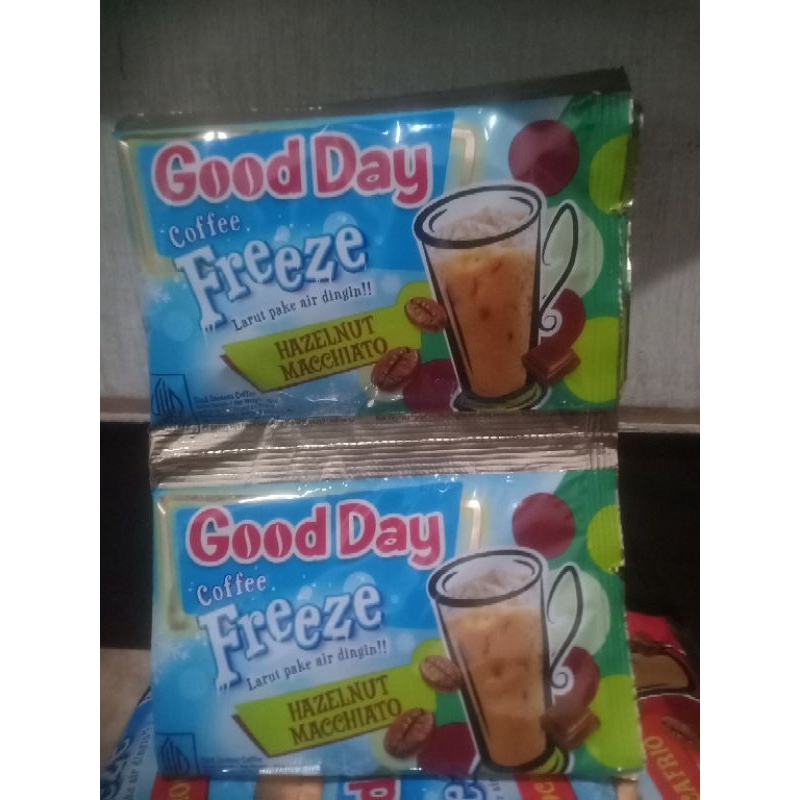 Good Day
Coffee
Freeze
Larut pake air dingin!!
HAZELNUT
MACCHIATO
Good Day
Coffee
Freeze
Larut pake air dingin!!
HAZELNUT
MACCHIATO
AFRIO